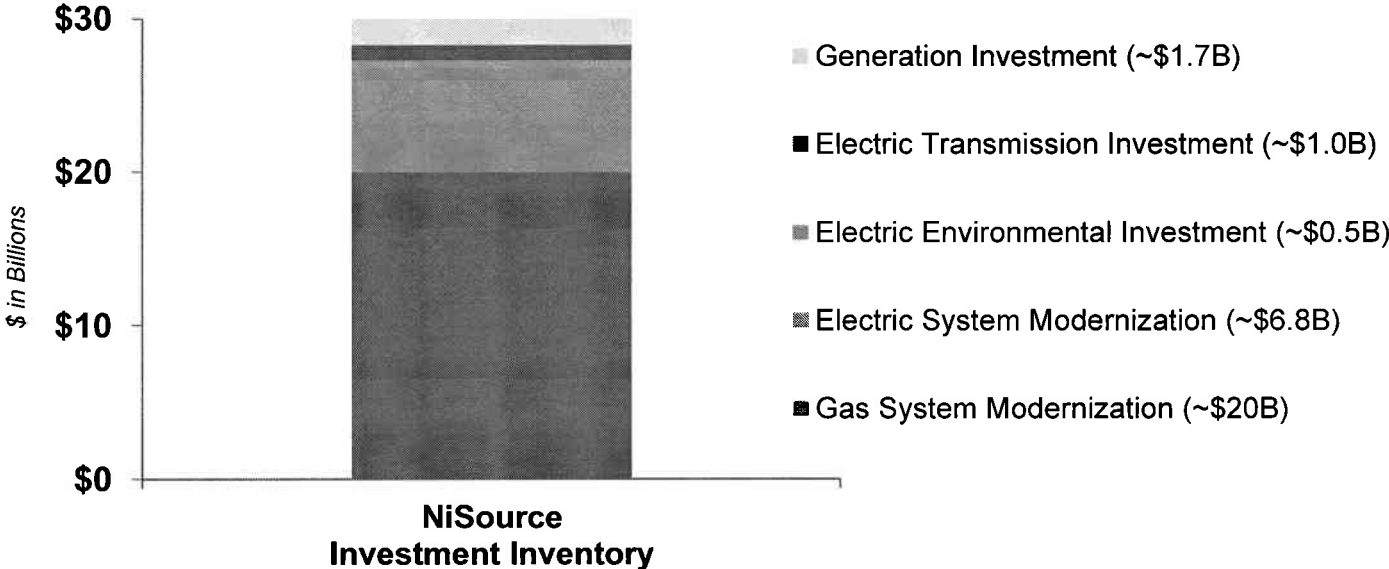 $30
$20
$10
$0
$ in Billions
NiSource
Investment Inventory
Generation Investment (~$1.7B)
Electric Transmission Investment (~$1.0B)
Electric Environmental Investment (~$0.5B)
Electric System Modernization (~$6.8B)
Gas System Modernization (~$20B)